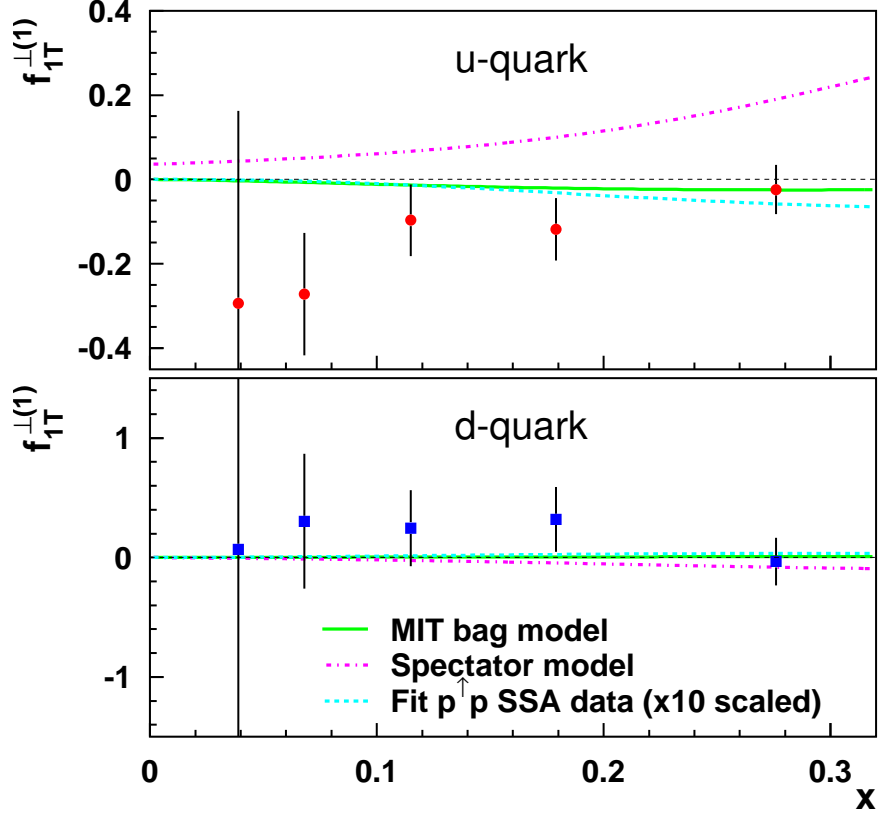 0.4
f₁T⊥(1)
u-quark
0.2
0
-0.2
-0.4
f₁T⊥(1)
d-quark
1
0
MIT bag model
Spectator model
-1
Fit p↑p SSA data (x10 scaled)
0
0.1
0.2
0.3
x